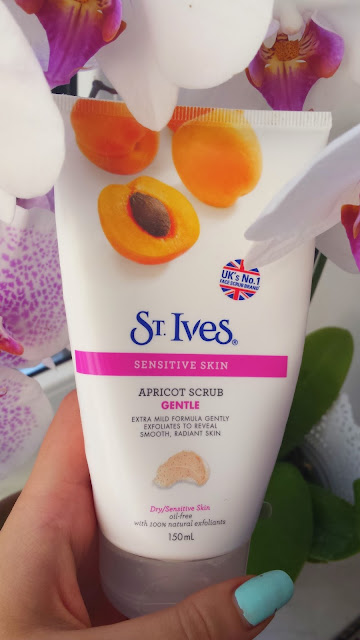 UK's No.1
FACE SCRUB BRAND
ST. IVES®
SENSITIVE SKIN
APRICOT SCRUB
GENTLE
EXTRA MILD FORMULA GENTLY
EXFOLIATES TO REVEAL
SMOOTH, RADIANT SKIN
Dry/Sensitive Skin
oil-free
with 100% natural exfoliants
150mL